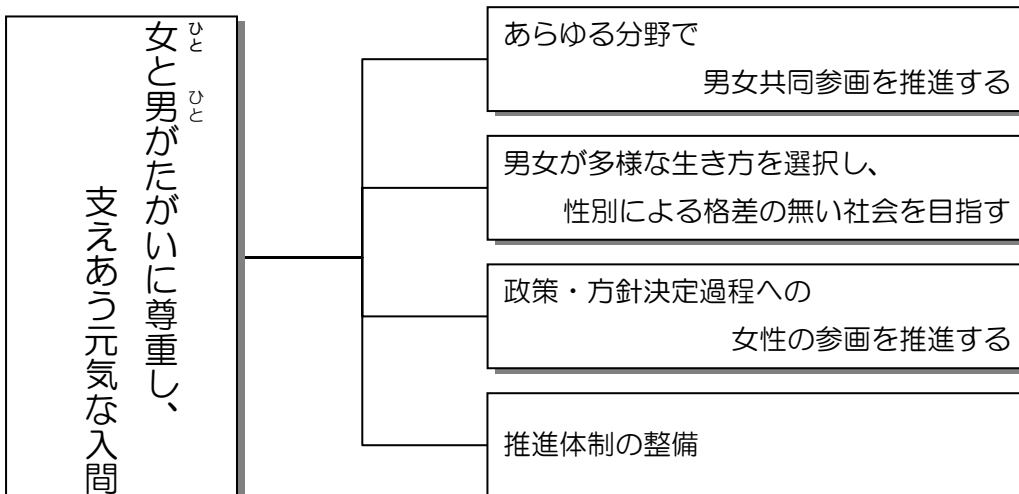 女と男がたがいに尊重し、
ひと
ひと
支えあう元気な入間
あらゆる分野で
男女共同参画を推進する
男女が多様な生き方を選択し、
性別による格差の無い社会を目指す
政策・方針決定過程への
女性の参画を推進する
推進体制の整備